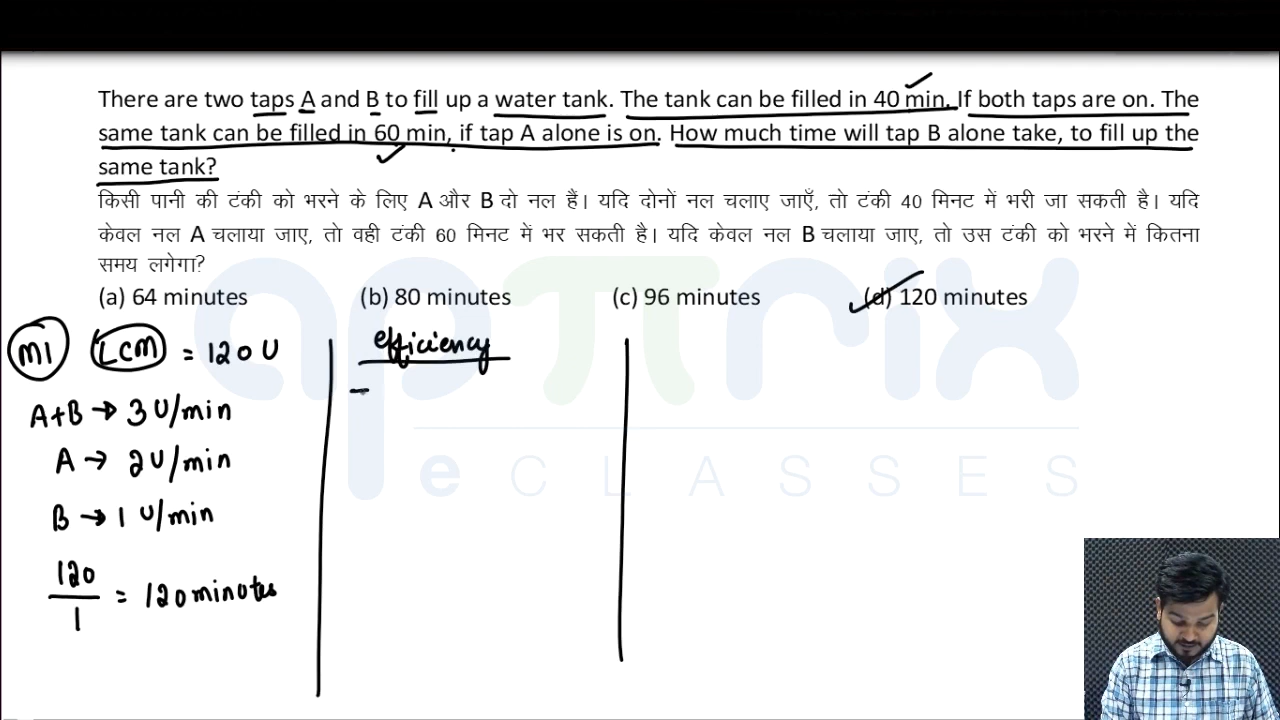 There are two taps A and B to fill up a water tank. The tank can be filled in 40 min. If both taps are on. The
same tank can be filled in 60 min, if tap A alone is on. How much time will tap B alone take, to fill up the
same tank?
किसी पानी की टंकी को भरने के लिए A और B दो नल हैं। यदि दोनों नल चलाए जाएँ, तो टंकी 40 मिनट में भरी जा सकती है। यदि
केवल नल A चलाया जाए, तो वही टंकी 60 मिनट में भर सकती है। यदि केवल नल B चलाया जाए, तो उस टंकी को भरने में कितना
समय लगेगा?
(a) 64 minutes (b) 80 minutes (c) 96 minutes (d) 120 minutes
M1 LCM = 120 U
A+B → 3 U/min
A → 2 U/min
B → 1 U/min
120/1 = 120 minutes
efficiency
apπrix
e CLASSES